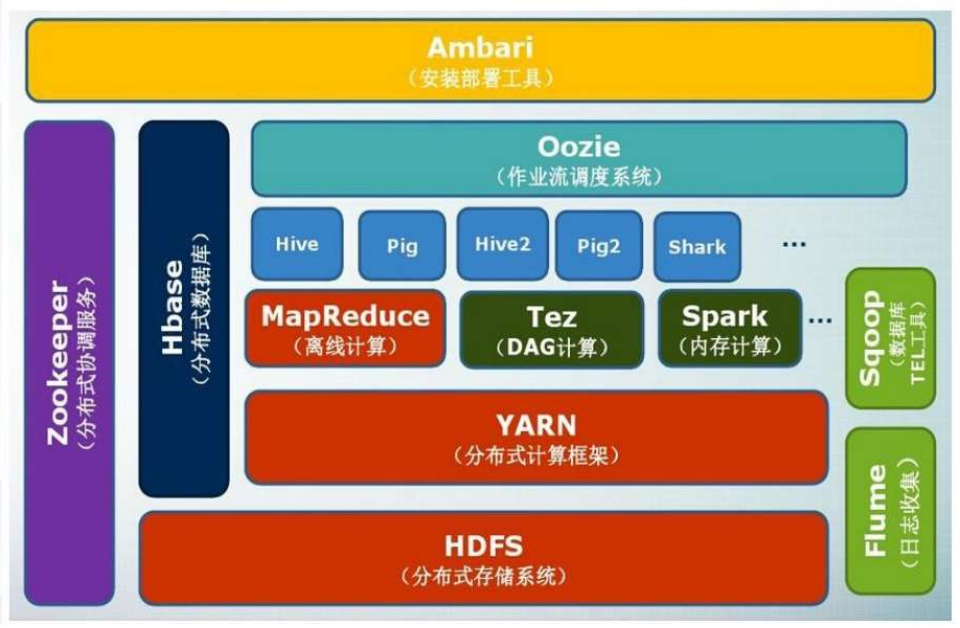 Ambari
（安装部署工具）
Zookeeper
（分布式协调服务）
Hbase
（分布式数据库）
Oozie
（作业流调度系统）
Hive
Pig
Hive2
Pig2
Shark
...
MapReduce
（离线计算）
Tez
（DAG计算）
Spark
（内存计算）
...
Sqoop
（数据库
TEL工具）
YARN
（分布式计算框架）
Flume
（日志收集）
HDFS
（分布式存储系统）